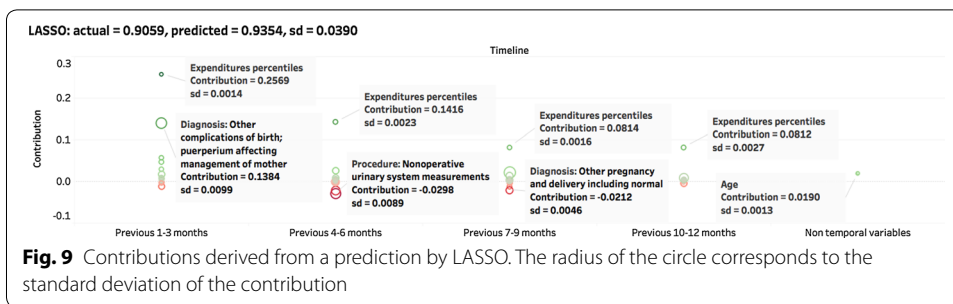 LASSO: actual = 0.9059, predicted = 0.9354, sd = 0.0390
Timeline
0.3
0.2
0.1
0.0
-0.1
Contribution
Expenditures percentiles
Contribution = 0.2569
sd = 0.0014
Diagnosis: Other
complications of birth;
puerperium affecting
management of mother
Contribution = 0.1384
sd = 0.0099
Expenditures percentiles
Contribution = 0.1416
sd = 0.0023
Procedure: Nonoperative
urinary system measurements
Contribution = -0.0298
sd = 0.0089
Expenditures percentiles
Contribution = 0.0814
sd = 0.0016
Diagnosis: Other pregnancy
and delivery including normal
Contribution = -0.0212
sd = 0.0046
Expenditures percentiles
Contribution = 0.0812
sd = 0.0027
Age
Contribution = 0.0190
sd = 0.0013
Previous 1-3 months
Previous 4-6 months
Previous 7-9 months
Previous 10-12 months
Non temporal variables
Fig. 9 Contributions derived from a prediction by LASSO. The radius of the circle corresponds to the
standard deviation of the contribution